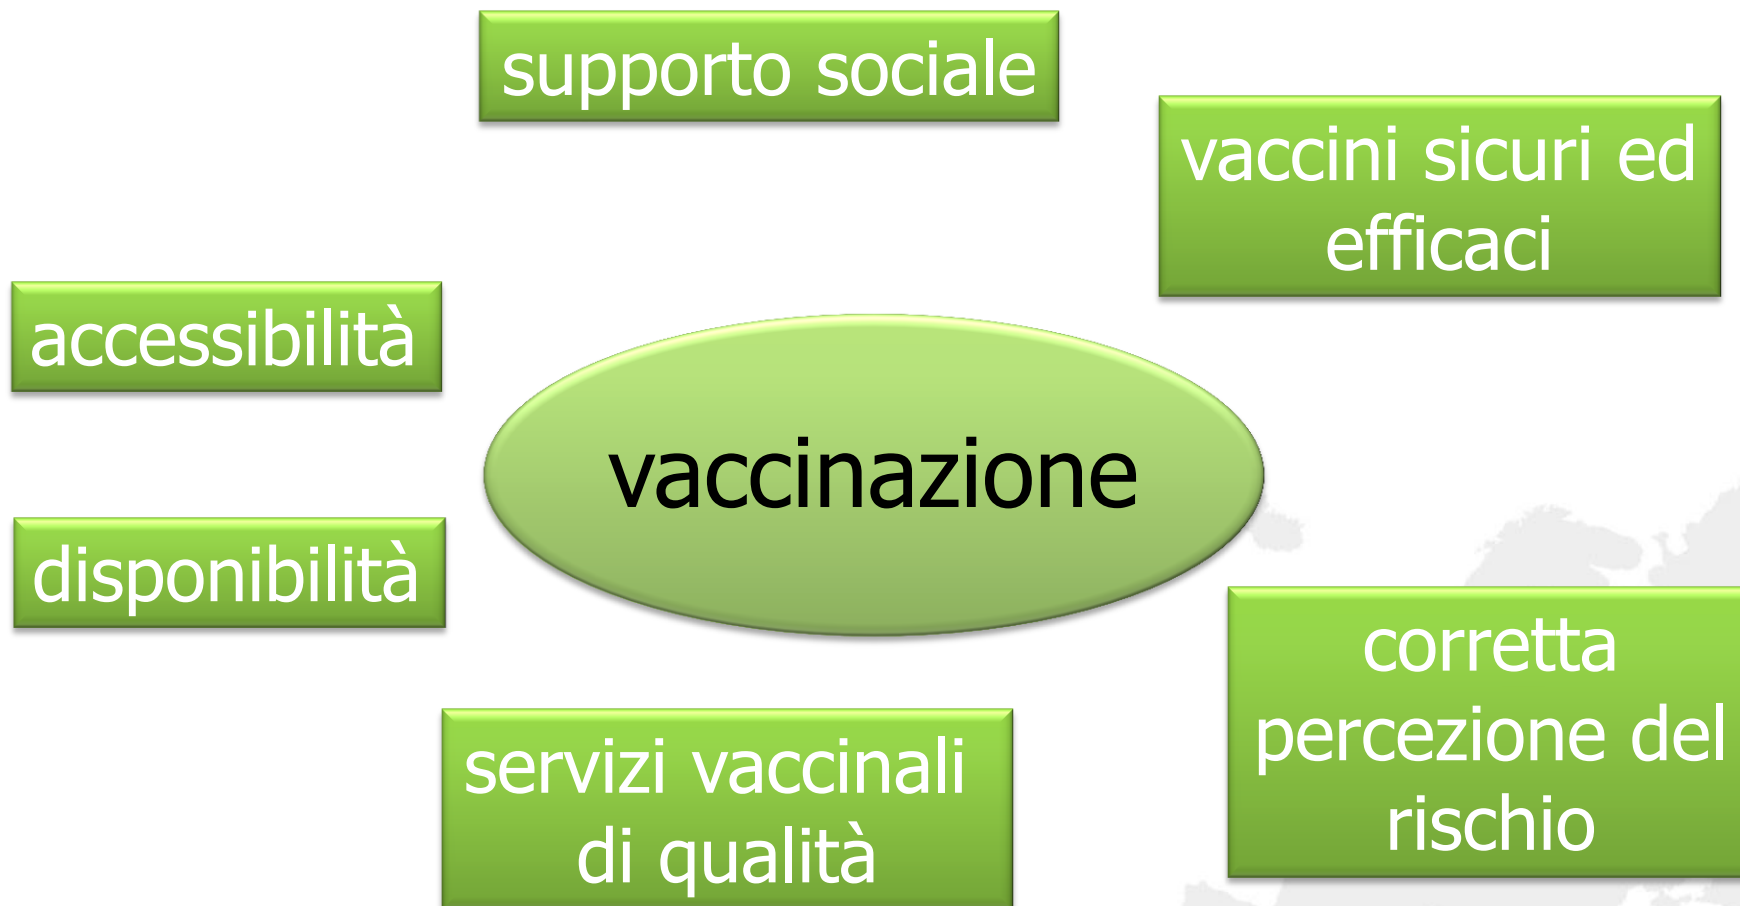 supporto sociale
vaccini sicuri ed
efficaci
accessibilità
vaccinazione
disponibilità
corretta
percezione del
rischio
servizi vaccinali
di qualità